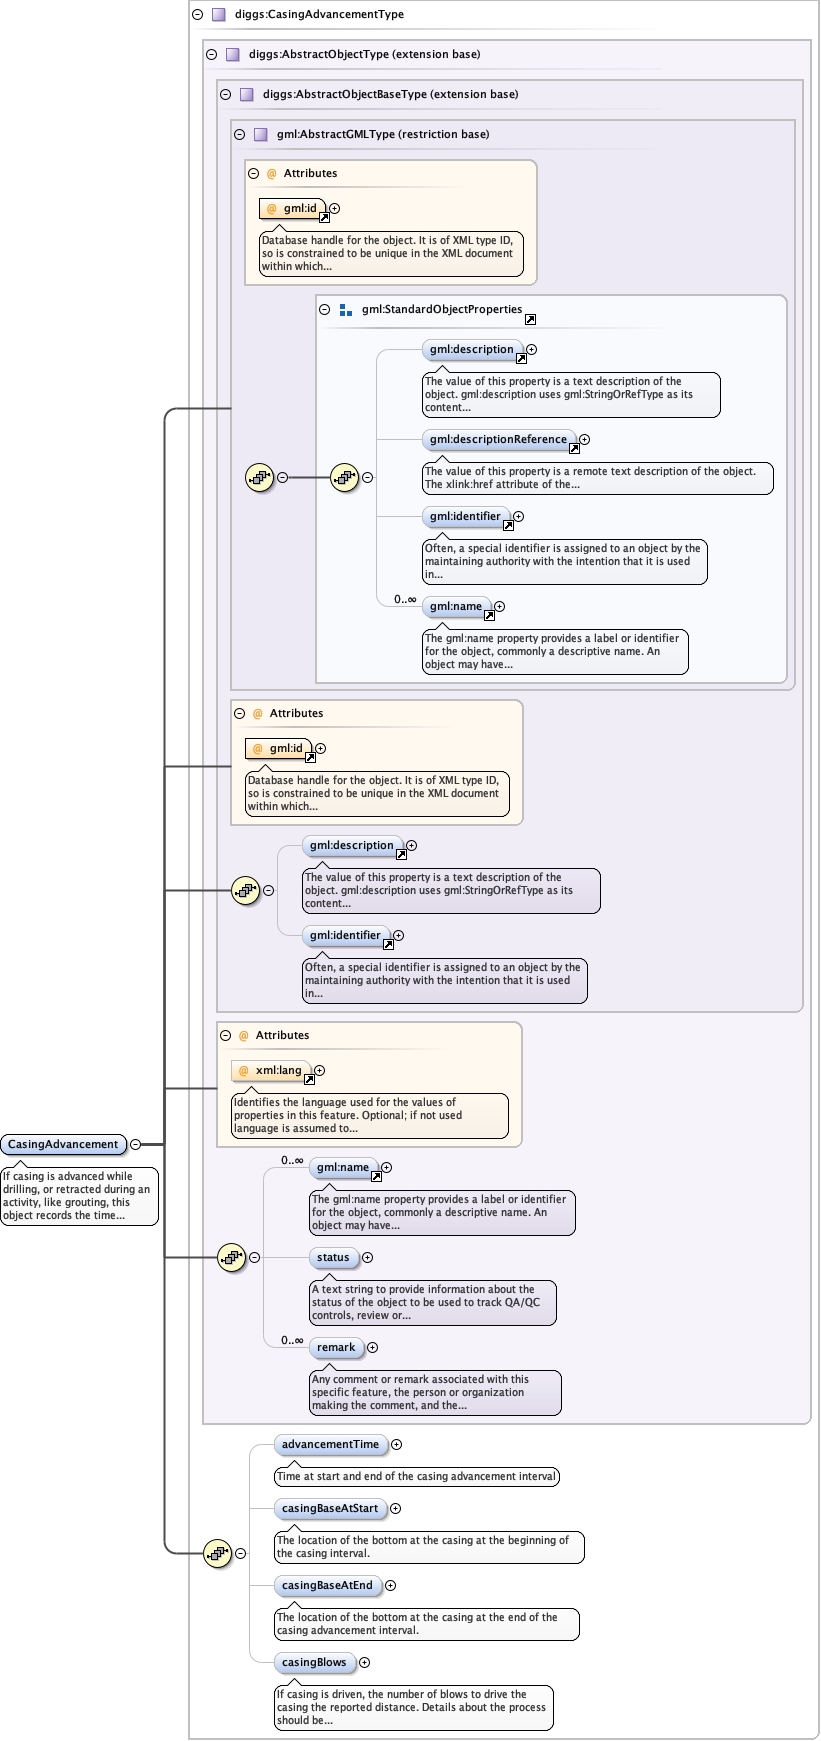 diggs:CasingAdvancementType
diggs:AbstractObjectType (extension base)
diggs:AbstractObjectBaseType (extension base)
gml:AbstractGMLType (restriction base)
@ Attributes
@ gml:id
Database handle for the object. It is of XML type ID,
so is constrained to be unique in the XML document
within which...
gml:StandardObjectProperties
gml:description
The value of this property is a text description of the
object. gml:description uses gml:StringOrRefType as its
content...
gml:descriptionReference
The value of this property is a remote text description of the object.
The xlink:href attribute of the...
gml:identifier
Often, a special identifier is assigned to an object by the
maintaining authority with the intention that it is used
in...
0..∞
gml:name
The gml:name property provides a label or identifier
for the object, commonly a descriptive name. An
object may have...
@ Attributes
@ gml:id
Database handle for the object. It is of XML type ID,
so is constrained to be unique in the XML document
within which...
gml:description
The value of this property is a text description of the
object. gml:description uses gml:StringOrRefType as its
content...
gml:identifier
Often, a special identifier is assigned to an object by the
maintaining authority with the intention that it is used
in...
@ Attributes
@ xml:lang
Identifies the language used for the values of
properties in this feature. Optional; if not used
language is assumed to...
CasingAdvancement
If casing is advanced while
drilling, or retracted during an
activity, like grouting, this
object records the time...
0..∞
gml:name
The gml:name property provides a label or identifier
for the object, commonly a descriptive name. An
object may have...
status
A text string to provide information about the
status of the object to be used to track QA/QC
controls, review or...
0..∞
remark
Any comment or remark associated with this
specific feature, the person or organization
making the comment, and the...
advancementTime
Time at start and end of the casing advancement interval
casingBaseAtStart
The location of the bottom at the casing at the beginning of
the casing interval.
casingBaseAtEnd
The location of the bottom at the casing at the end of the
casing advancement interval.
casingBlows
If casing is driven, the number of blows to drive the
casing the reported distance. Details about the process
should be...